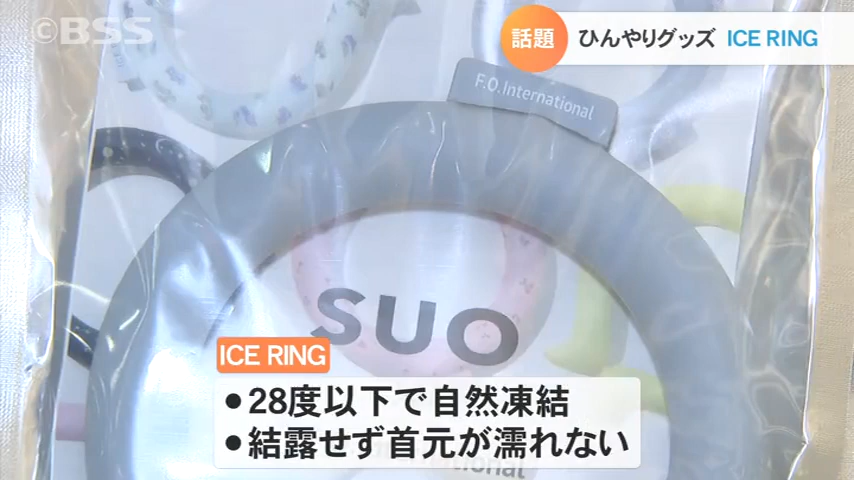 ©BSS
話題 ひんやりグッズ ICE RING
F.O.International
SUO
ICE RING
●28度以下で自然凍結
●結露せず首元が濡れない